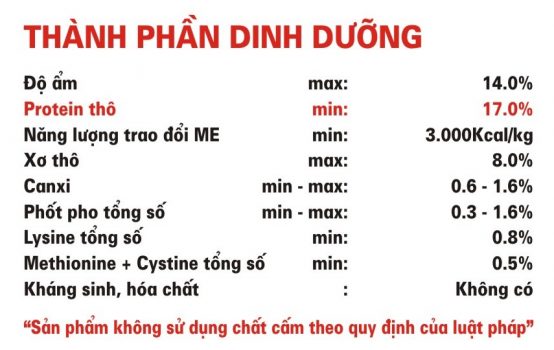 THÀNH PHẦN DINH DƯỠNG
Độ ẩm max: 14.0%
Protein thô min: 17.0%
Năng lượng trao đổi ME min: 3.000Kcal/kg
Xơ thô max: 8.0%
Canxi min - max: 0.6 - 1.6%
Phốt pho tổng số min - max: 0.3 - 1.6%
Lysine tổng số min: 0.8%
Methionine + Cystine tổng số min: 0.5%
Kháng sinh, hóa chất : Không có
“Sản phẩm không sử dụng chất cấm theo quy định của luật pháp”